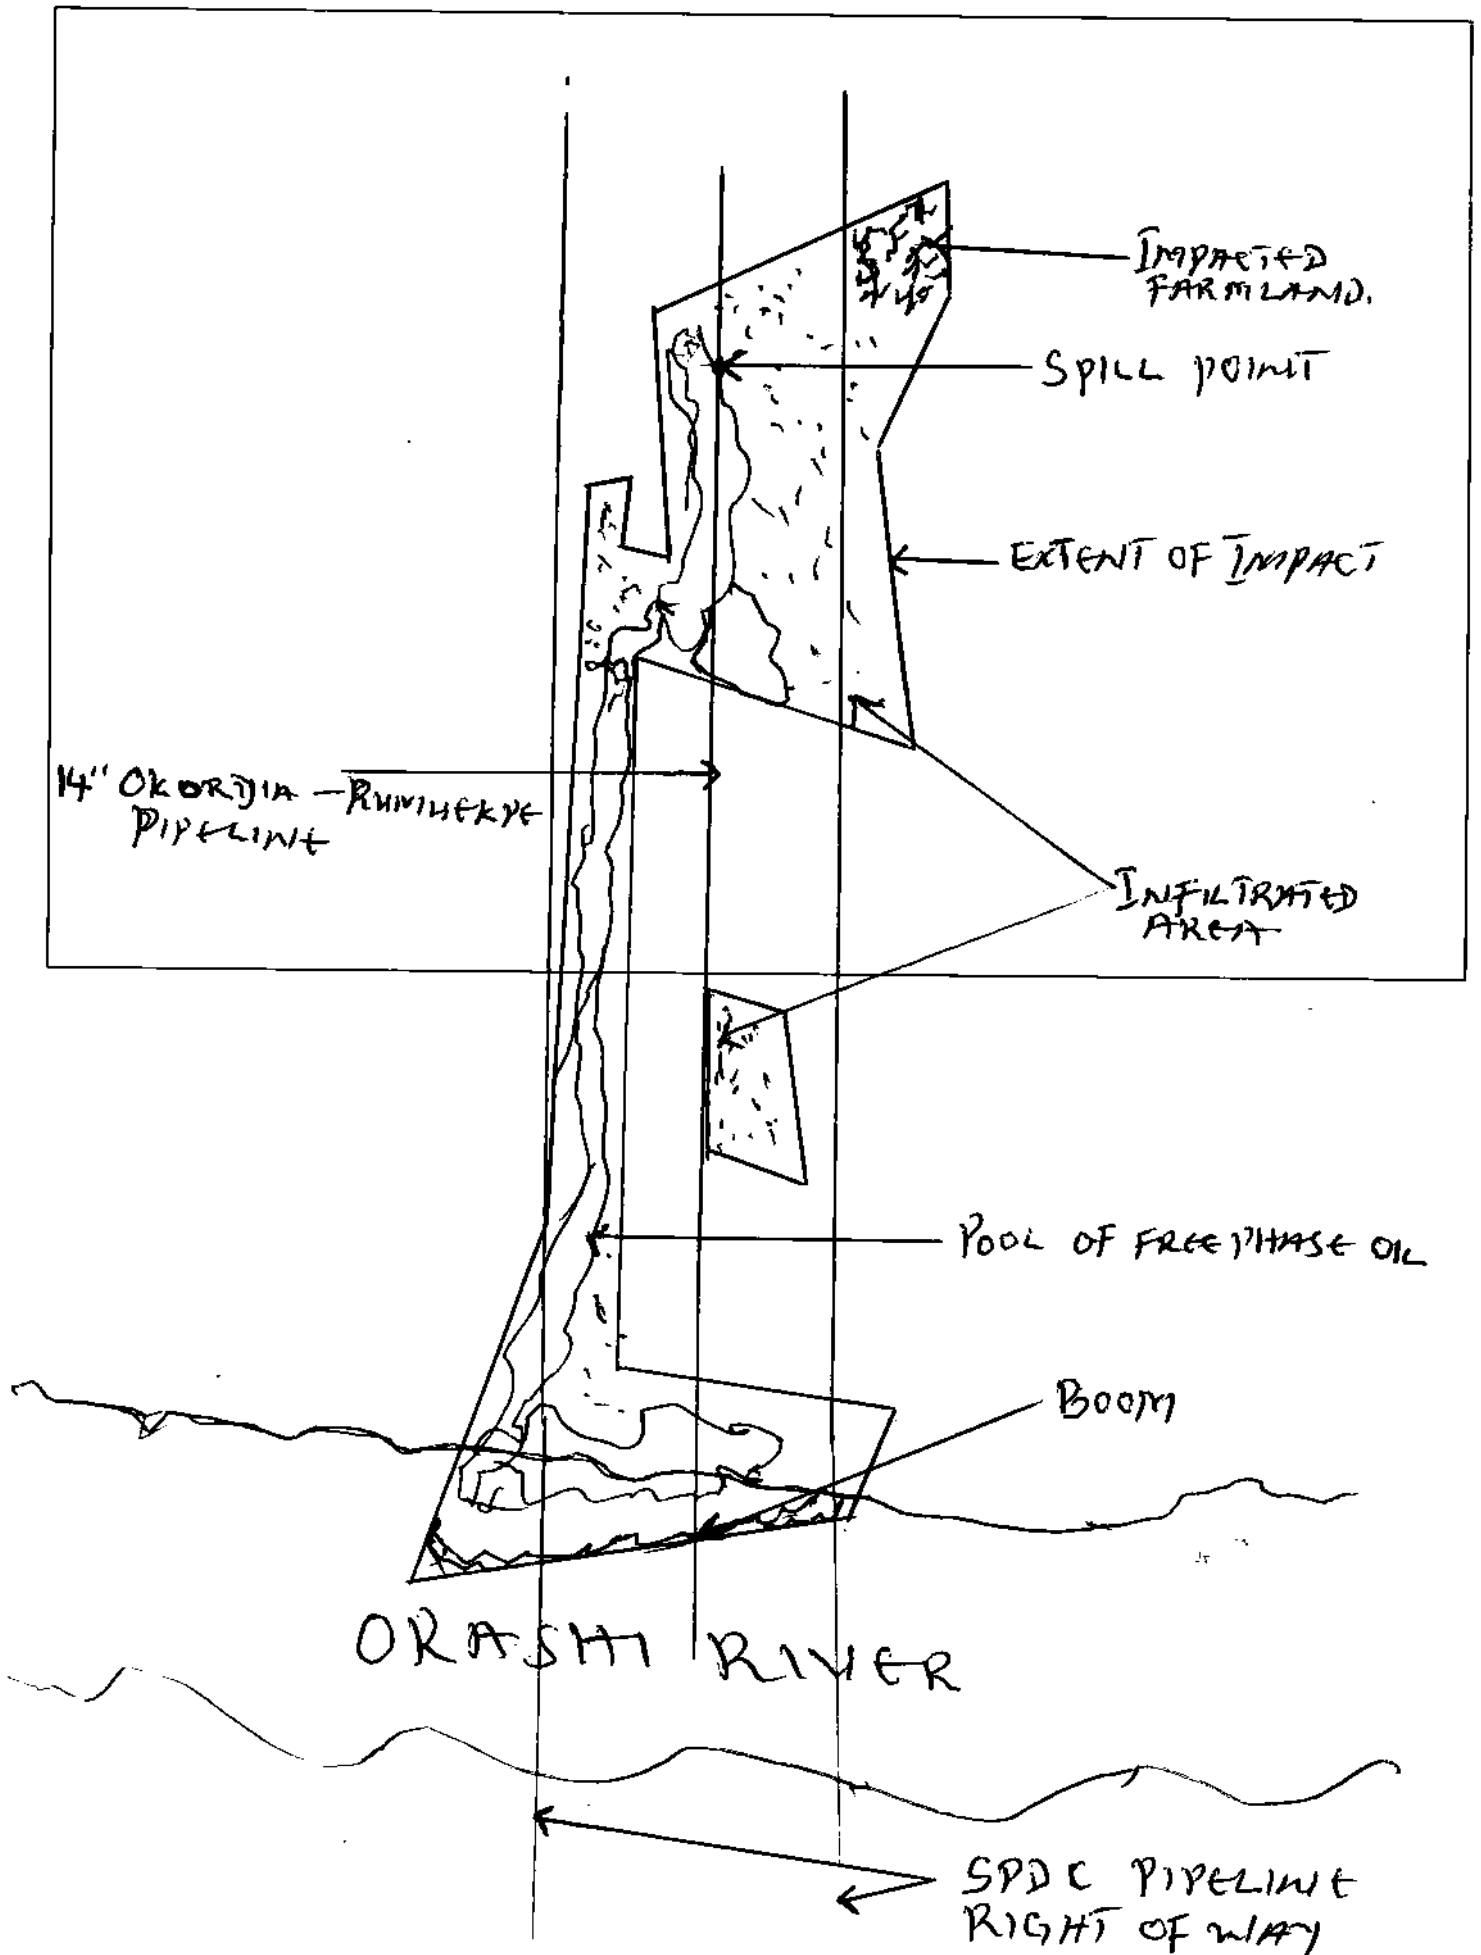 IMPACTED
FARMLAND.
SPILL POINT
EXTENT OF IMPACT
14" OKORDIA – RUMUEKPE
PIPELINE
INFILTRATED
AREA
POOL OF FREEPHASE OIL
BOOM
ORASHI RIVER
SPDC PIPELINE
RIGHT OF WAY